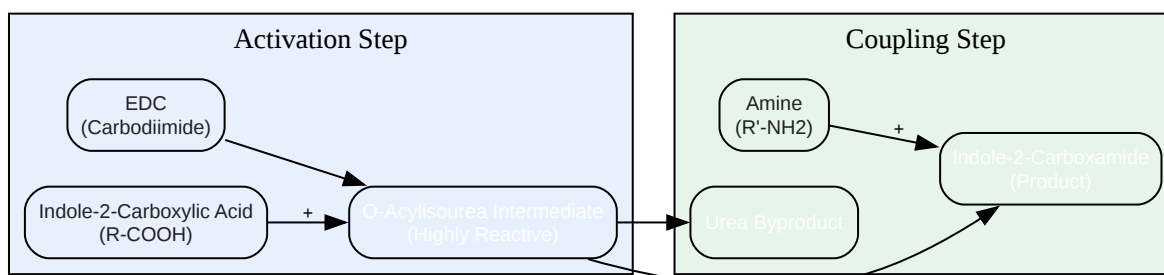 Activation Step
EDC
(Carbodiimide)
Indole-2-Carboxylic Acid
(R-COOH)
+
O-Acylisourea Intermediate
(Highly Reactive)
Coupling Step
Amine
(R'-NH2)
+
Indole-2-Carboxamide
(Product)
Urea Byproduct